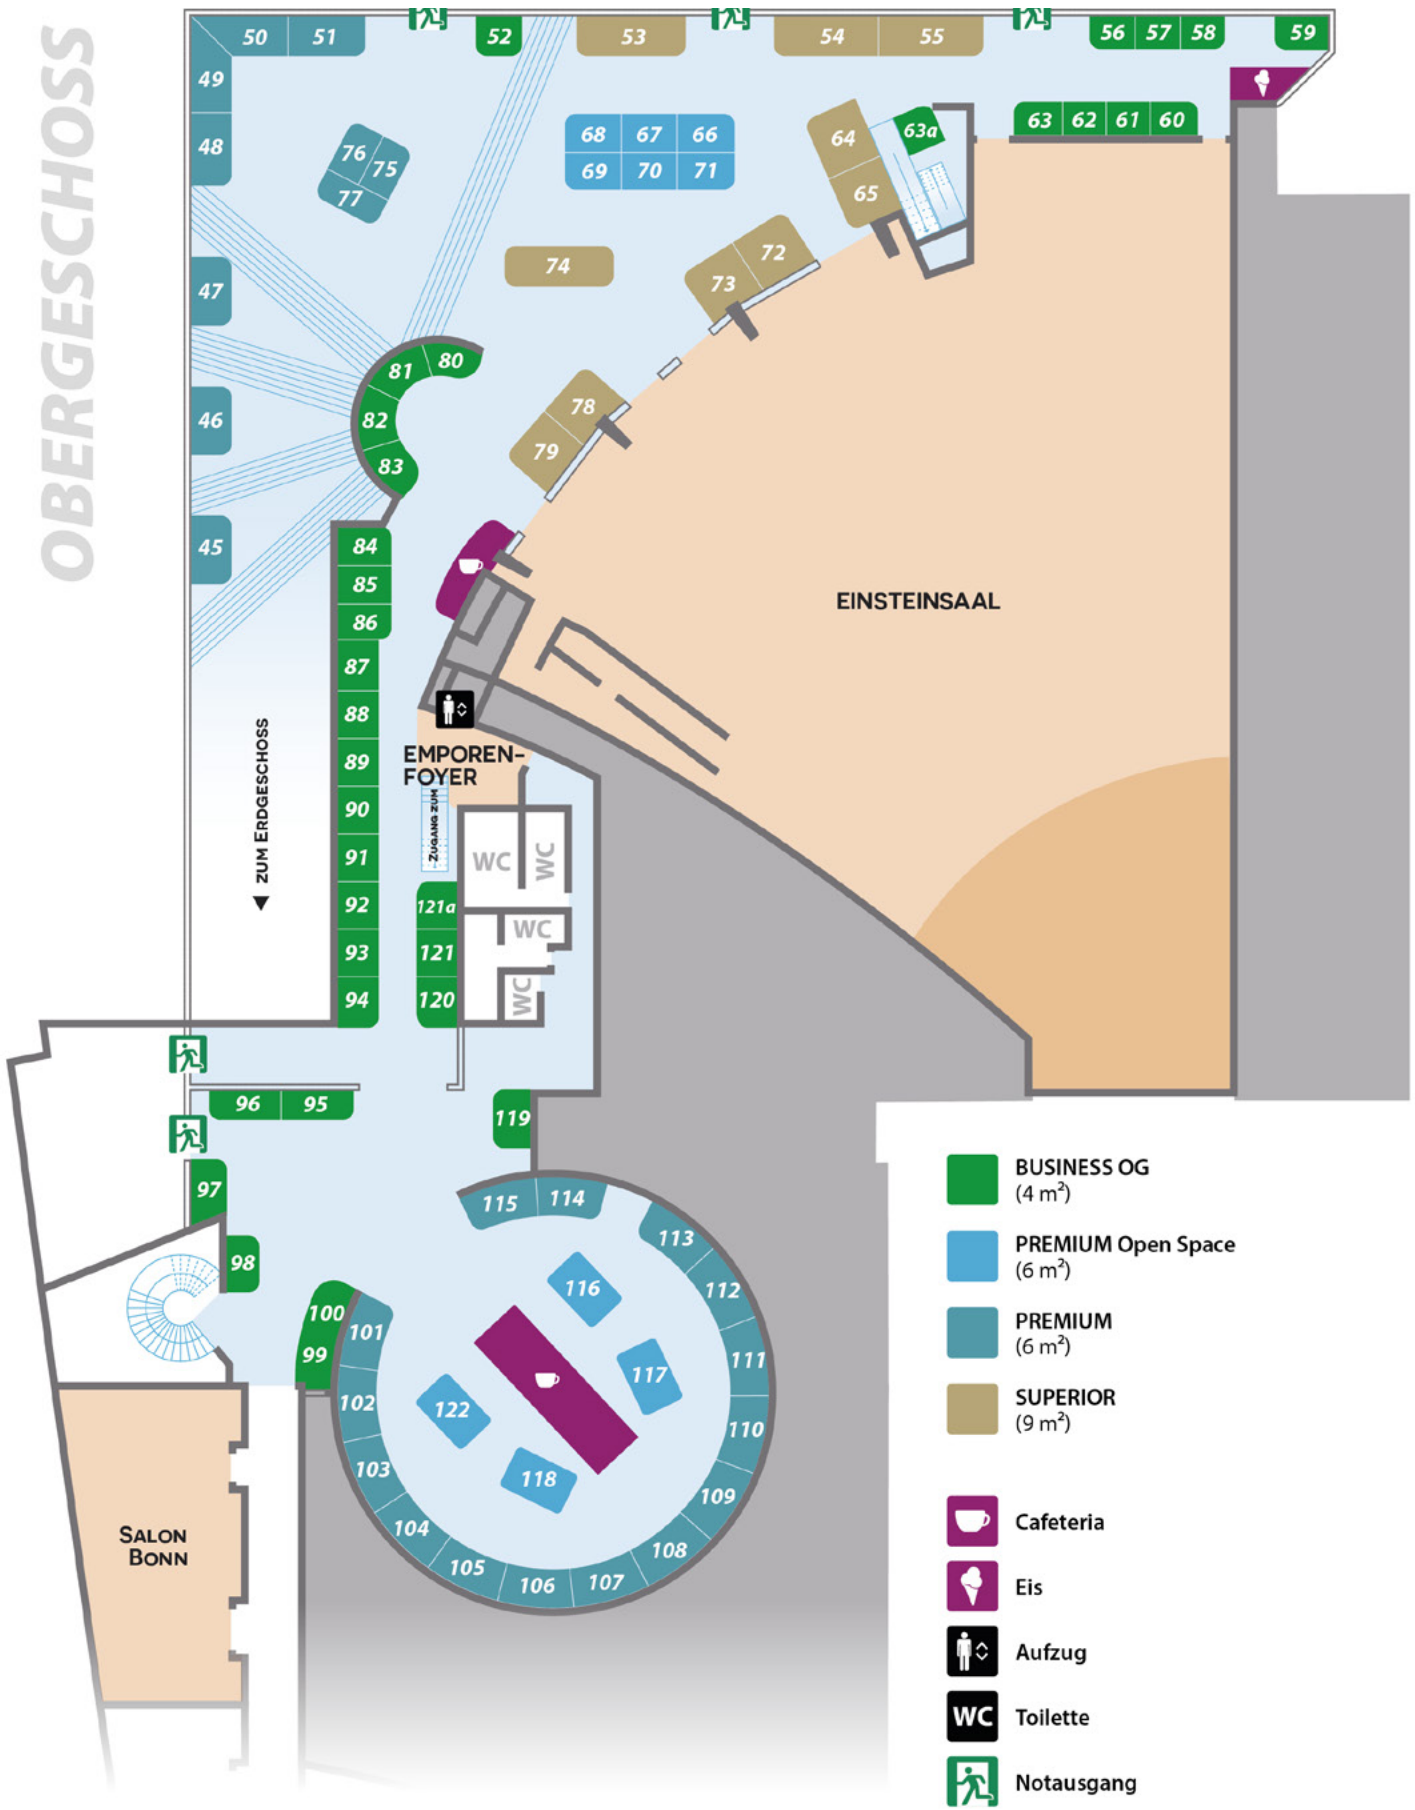 OBERGESCHOSS
50 51 52 53 54 55 56 57 58 59
49
48
76 75
77
68 67 66
69 70 71
64
65
63a
63 62 61 60
47
74
73 72
46
81 80
82
83
78
79
45
84
85
86
87
88
89
90
91
92
93
94
EINSTEINSAAL
EMPOREN-
FOYER
ZUGANG ZUM
ZUM ERDGESCHOSS
WC
WC
WC
WC
121a
121
120
96 95
119
97
98
100
99
115 114
113
112
111
110
109
108
107
106
105
104
103
102
101
116
117
122
118
SALON
BONN
BUSINESS OG
(4 m²)
PREMIUM Open Space
(6 m²)
PREMIUM
(6 m²)
SUPERIOR
(9 m²)
Cafeteria
Eis
Aufzug
WC Toilette
Notausgang